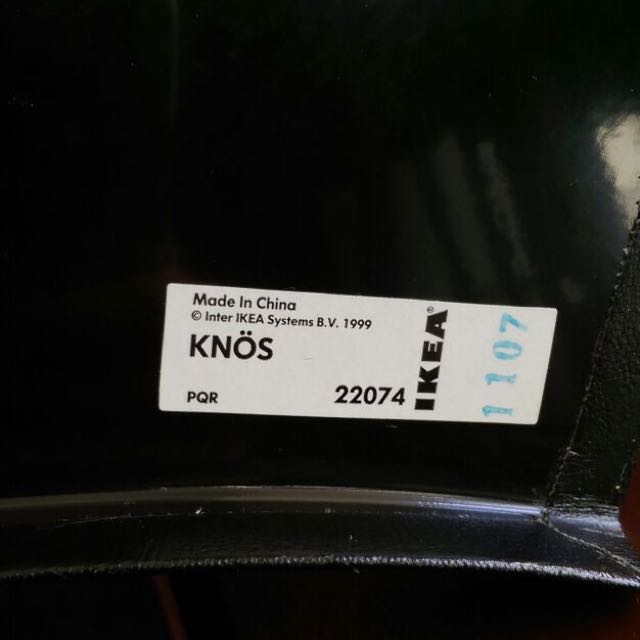 Made In China
© Inter IKEA Systems B.V. 1999
KNÖS
PQR
22074
IKEA®
1107